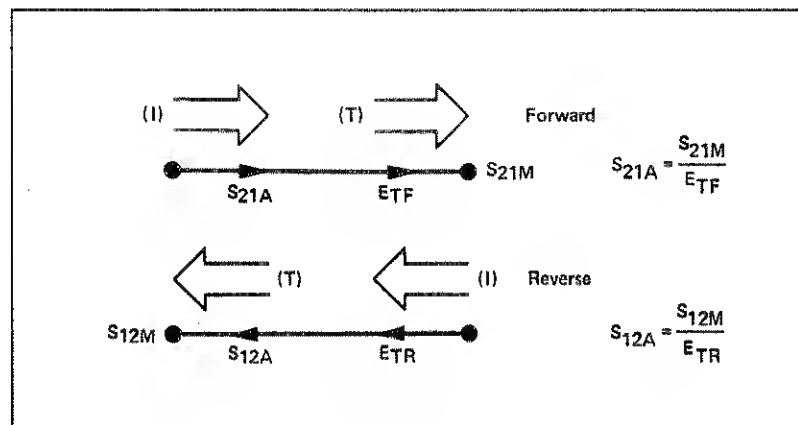 (I) (T) Forward
S21A ETF S21M S21A = S21M / ETF
(T) (I) Reverse
S12M S12A ETR S12A = S12M / ETR